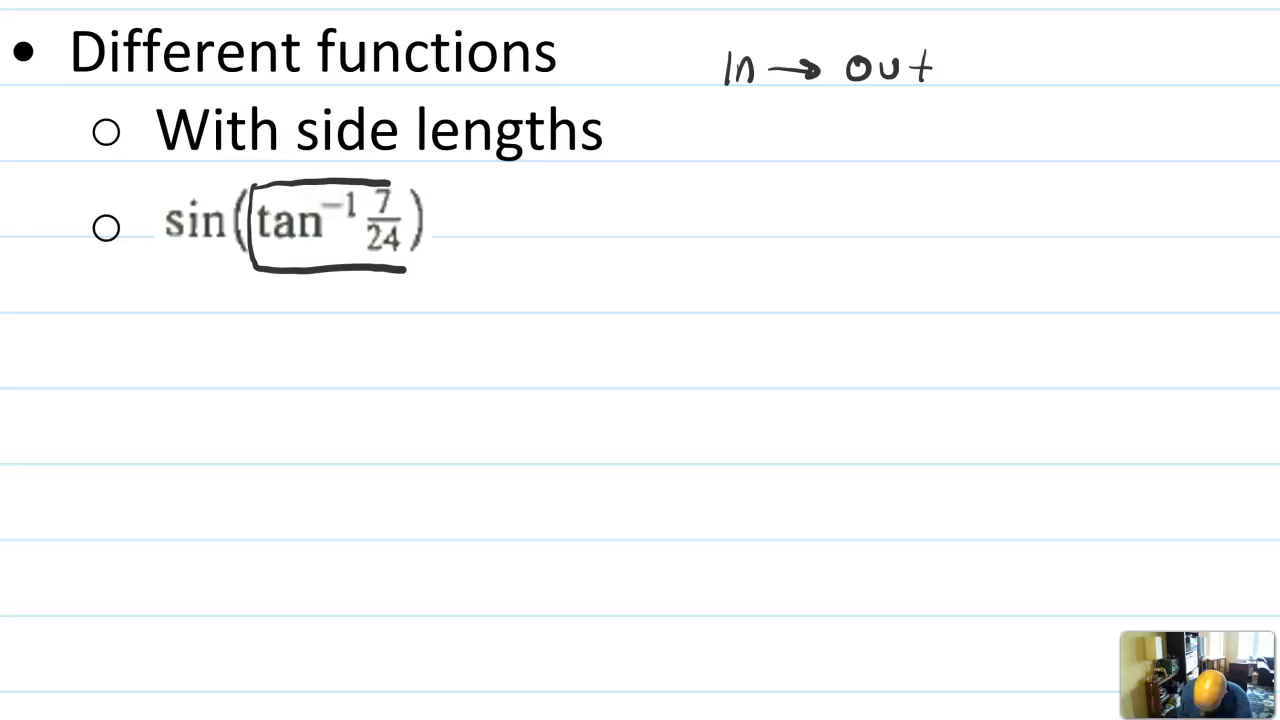 • Different functions
In → out
○ With side lengths
○ sin(tan⁻¹ 7/24)